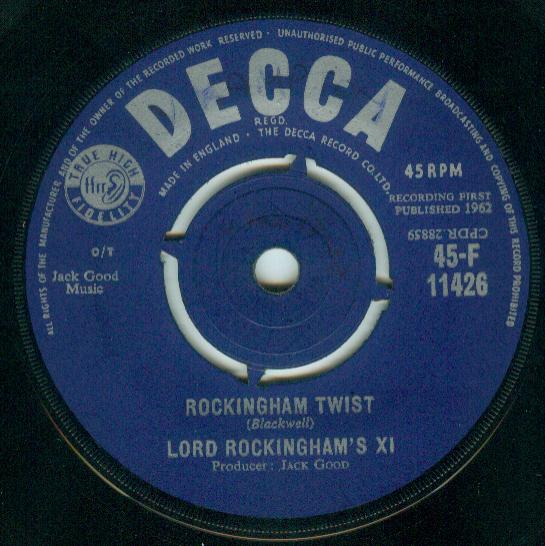 ALL RIGHTS OF THE MANUFACTURER AND OF THE OWNER OF THE RECORDED WORK RESERVED · UNAUTHORISED PUBLIC PERFORMANCE BROADCASTING AND COPYING OF THIS RECORD PROHIBITED
DECCA
REGD.
MADE IN ENGLAND · THE DECCA RECORD CO. LTD.
TRUE HIGH
ffrr
FIDELITY
45 RPM
RECORDING FIRST
PUBLISHED 1962
CPDR.28859
O/T
45-F
11426
Jack Good
Music
ROCKINGHAM TWIST
(Blackwell)
LORD ROCKINGHAM'S XI
Producer: JACK GOOD